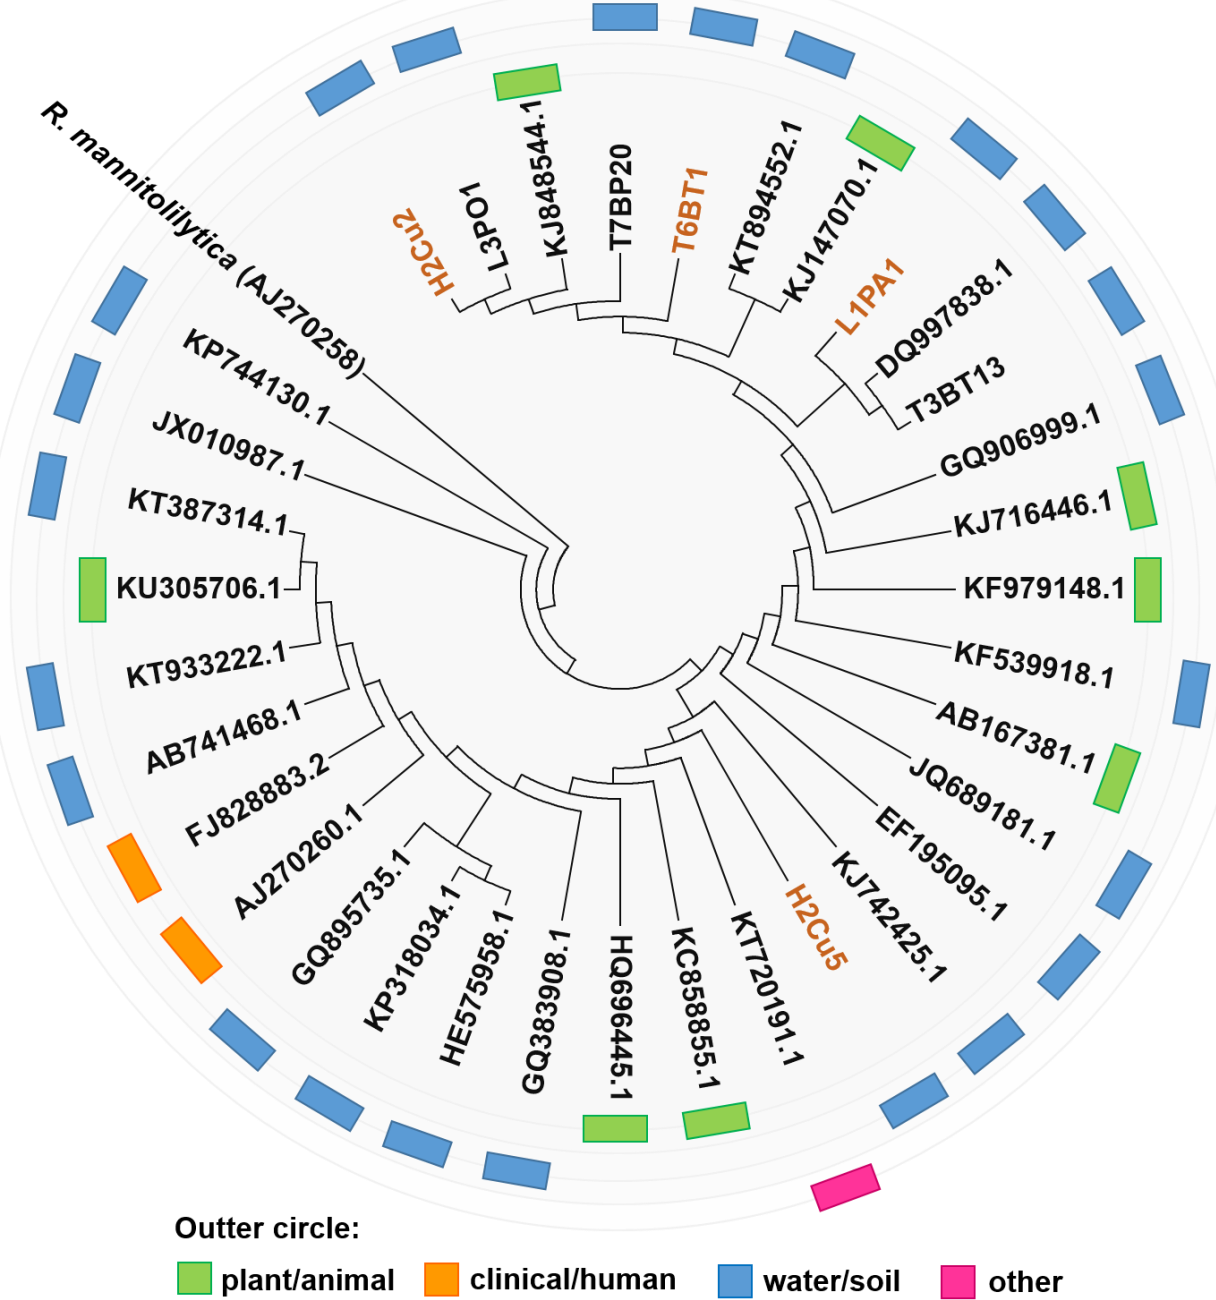 R. mannitolilytica (AJ270258)
H2Cu2
L3PO1
KJ848544.1
T7BP20
T6BT1
KT894552.1
KJ147070.1
L1PA1
DQ997838.1
T3BT13
GQ906999.1
KJ716446.1
KF979148.1
KF539918.1
AB167381.1
JQ689181.1
EF195095.1
KJ742425.1
H2Cu5
KT720191.1
KC858855.1
HQ696445.1
GQ383908.1
HE575958.1
KP318034.1
GQ895735.1
AJ270260.1
FJ828883.2
AB741468.1
KT933222.1
KU305706.1
KT387314.1
JX010987.1
KP744130.1
Outter circle:
plant/animal clinical/human water/soil other